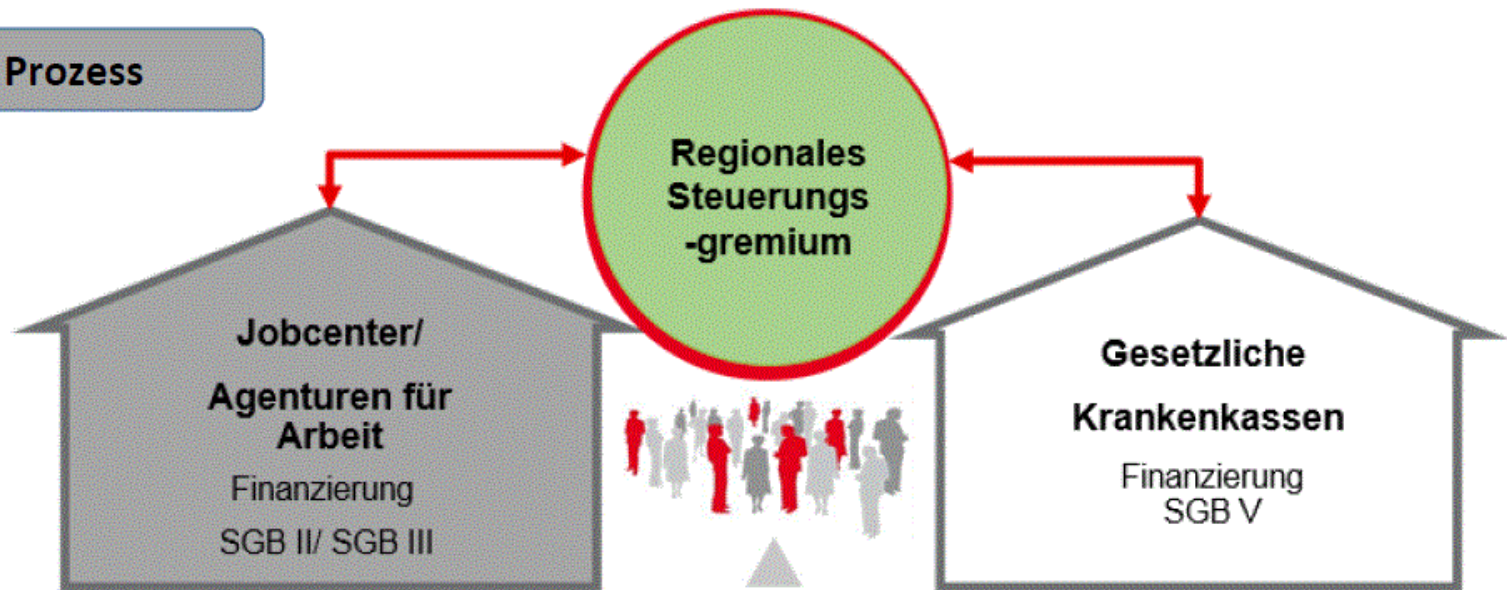 Prozess
Regionales
Steuerungs
-gremium
Jobcenter/
Agenturen für
Arbeit
Finanzierung
SGB II/ SGB III
Gesetzliche
Krankenkassen
Finanzierung
SGB V